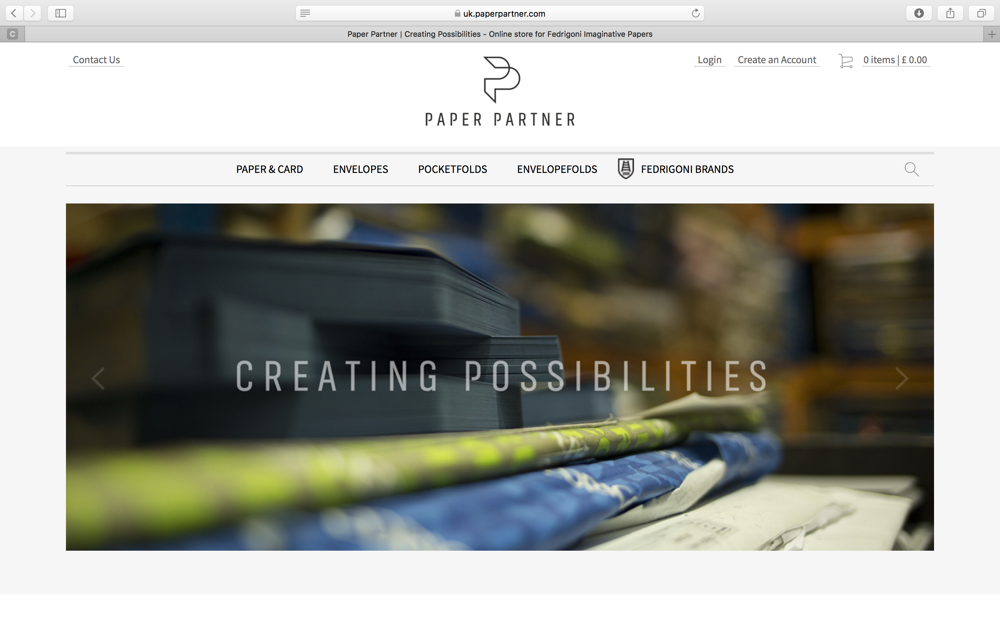 uk.paperpartner.com
C
Paper Partner | Creating Possibilities - Online store for Fedrigoni Imaginative Papers
Contact Us
Login
Create an Account
0 items | £ 0.00
PAPER PARTNER
PAPER & CARD
ENVELOPES
POCKETFOLDS
ENVELOPEFOLDS
FEDRIGONI BRANDS
CREATING POSSIBILITIES